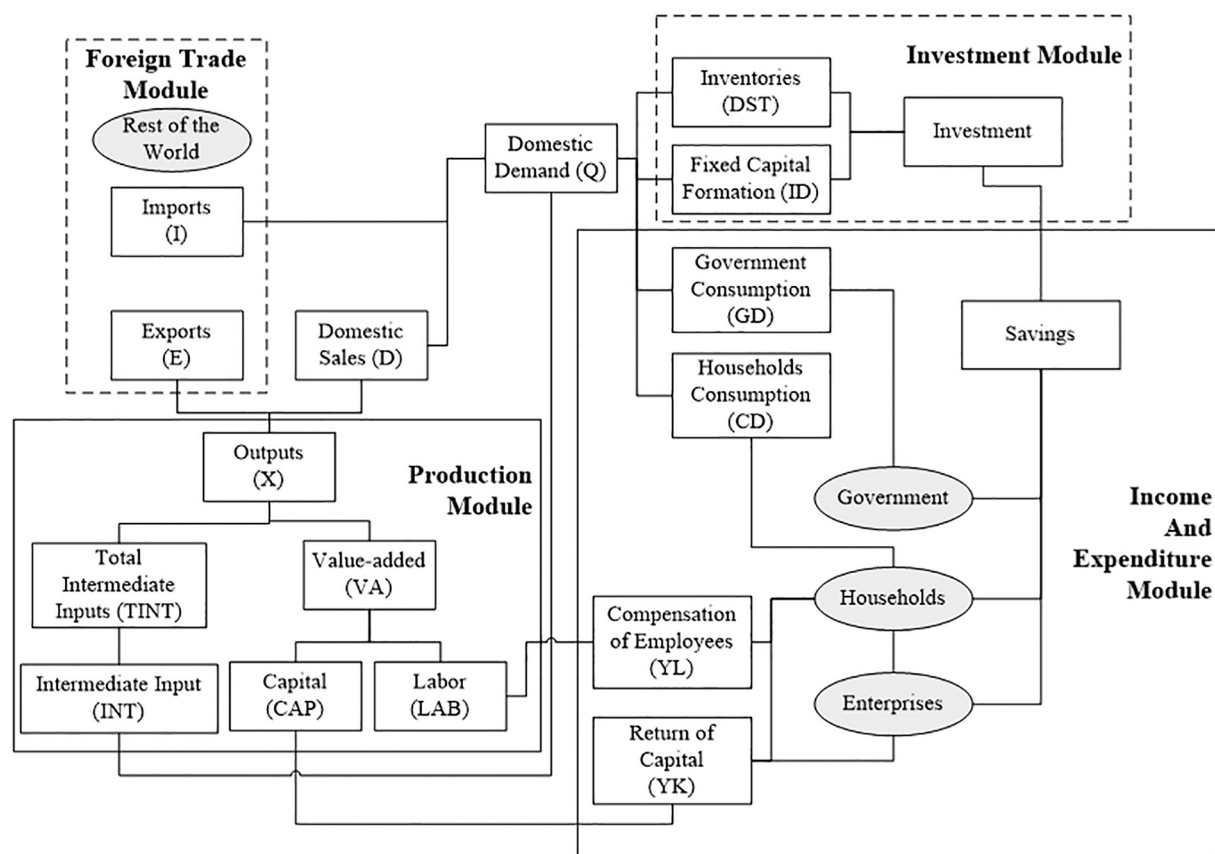 Foreign Trade
Module
Rest of the
World
Imports
(I)
Exports
(E)
Domestic
Sales (D)
Domestic
Demand (Q)
Investment Module
Inventories
(DST)
Fixed Capital
Formation (ID)
Investment
Government
Consumption
(GD)
Households
Consumption
(CD)
Savings
Production
Module
Outputs
(X)
Total
Intermediate
Inputs (TINT)
Value-added
(VA)
Intermediate Input
(INT)
Capital
(CAP)
Labor
(LAB)
Income
And
Expenditure
Module
Government
Households
Enterprises
Compensation
of Employees
(YL)
Return of
Capital
(YK)